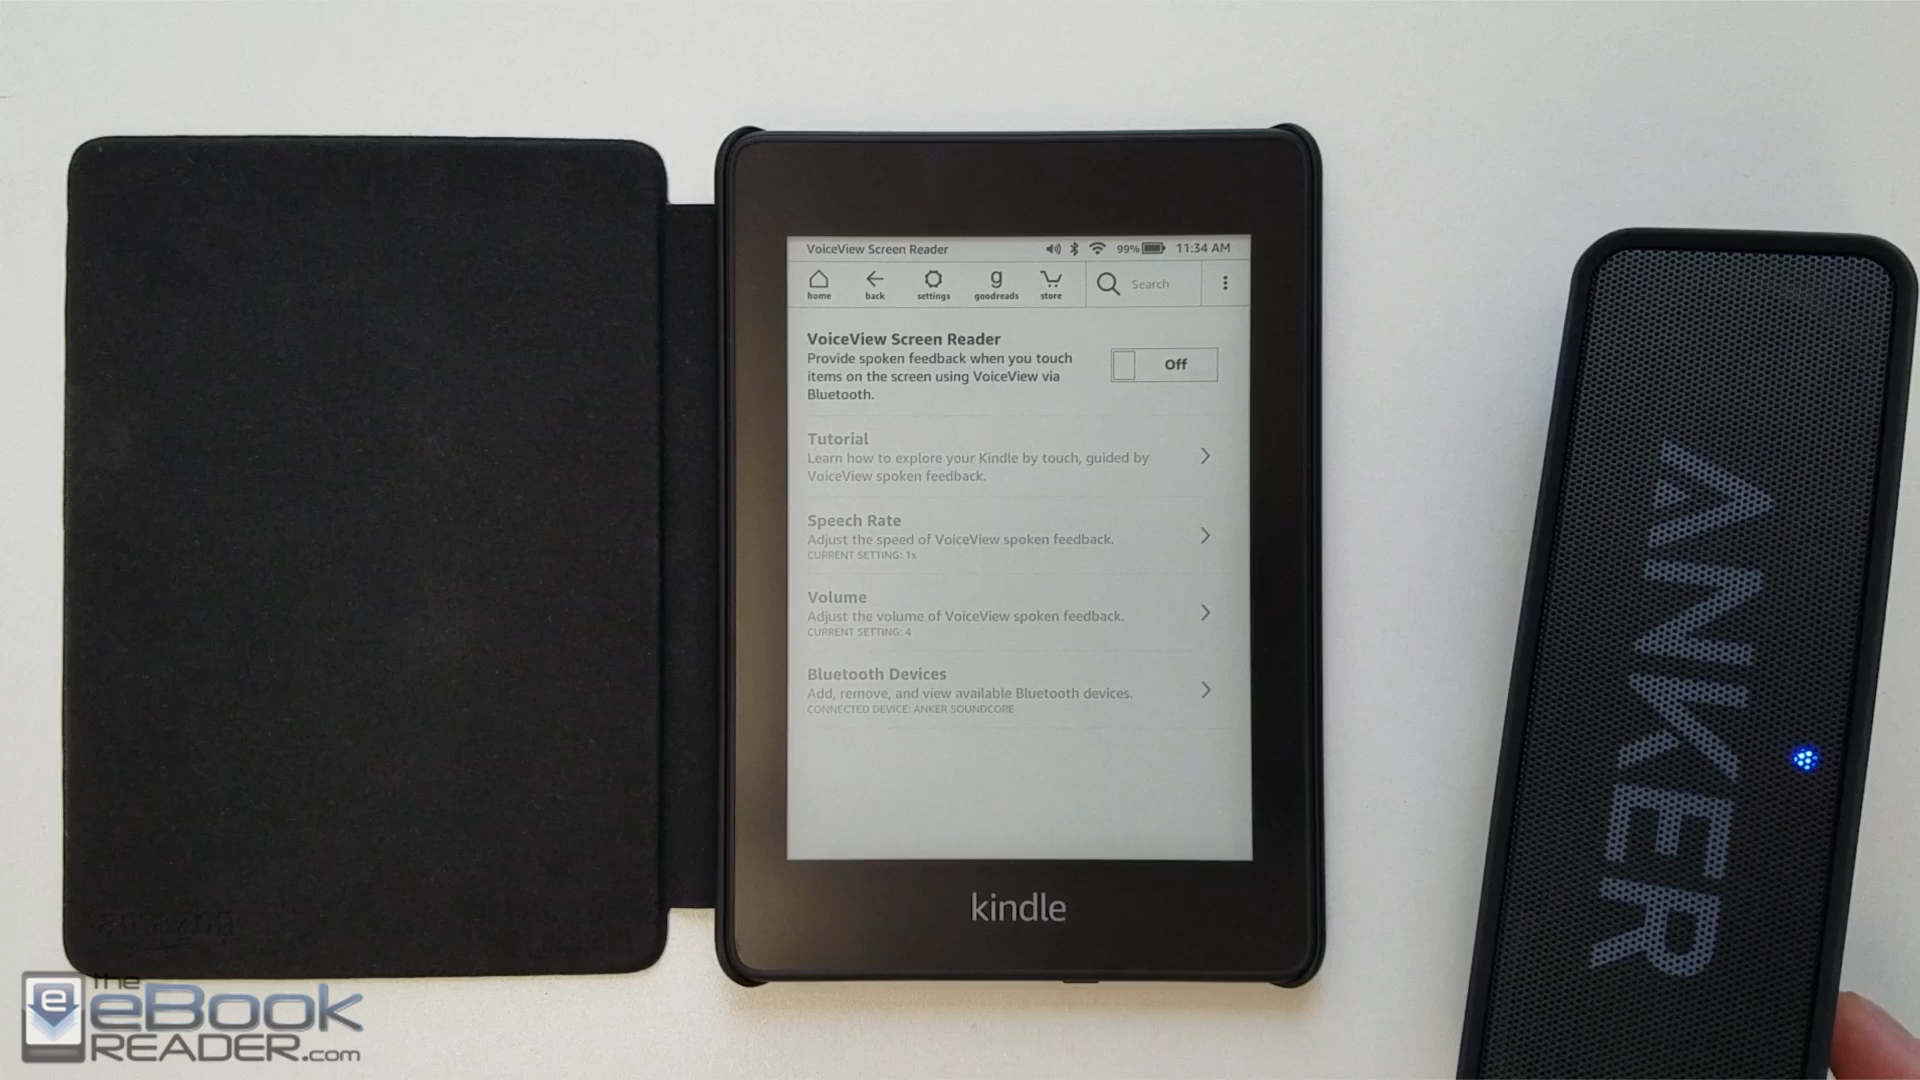 VoiceView Screen Reader
99% 11:34 AM
home back settings goodreads store Search
VoiceView Screen Reader
Provide spoken feedback when you touch
items on the screen using VoiceView via
Bluetooth.
Off
Tutorial
Learn how to explore your Kindle by touch, guided by
VoiceView spoken feedback.
Speech Rate
Adjust the speed of VoiceView spoken feedback.
CURRENT SETTING: 1x
Volume
Adjust the volume of VoiceView spoken feedback.
CURRENT SETTING: 4
Bluetooth Devices
Add, remove, and view available Bluetooth devices.
CONNECTED DEVICE: ANKER SOUNDCORE
kindle
ANKER
amazon
the
eBook
READER.com